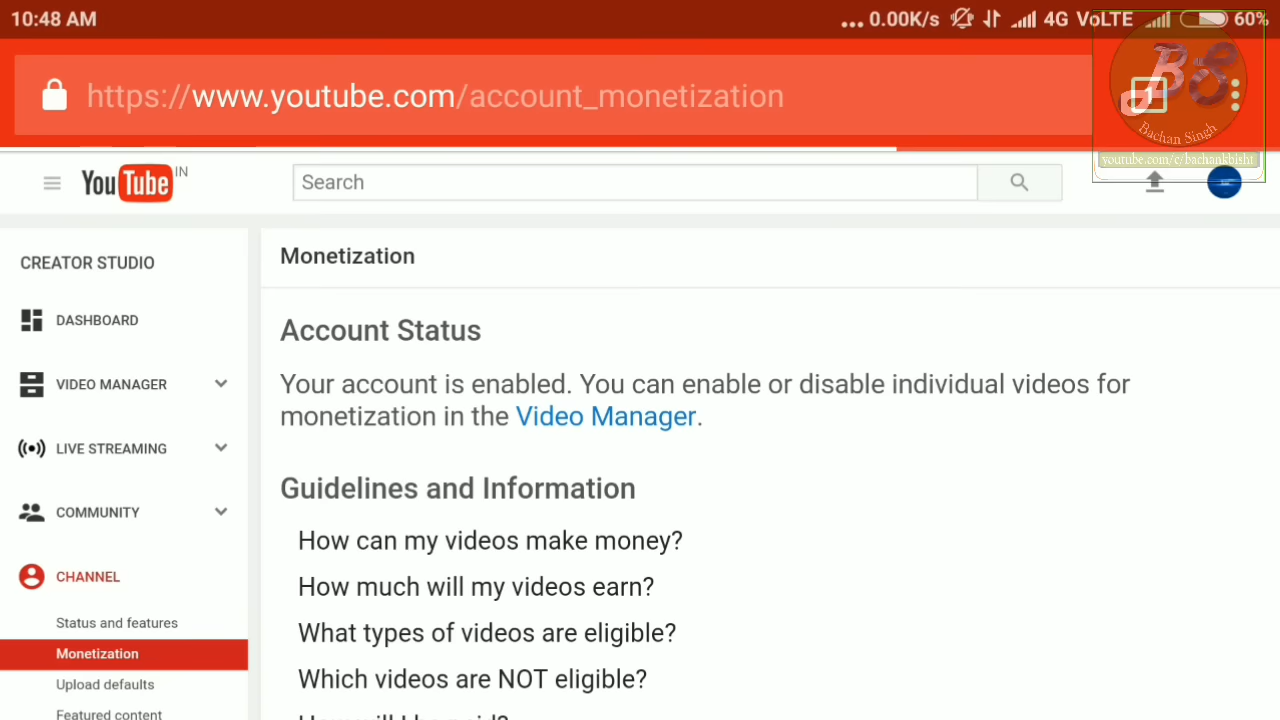 10:48 AM
... 0.00K/s 4G VoLTE 60%
https://www.youtube.com/account_monetization
1
BS
Bachan Singh
youtube.com/c/bachankbisht
YouTube IN
Search
CREATOR STUDIO
DASHBOARD
VIDEO MANAGER
LIVE STREAMING
COMMUNITY
CHANNEL
Status and features
Monetization
Upload defaults
Featured content
Monetization
Account Status
Your account is enabled. You can enable or disable individual videos for
monetization in the Video Manager.
Guidelines and Information
How can my videos make money?
How much will my videos earn?
What types of videos are eligible?
Which videos are NOT eligible?